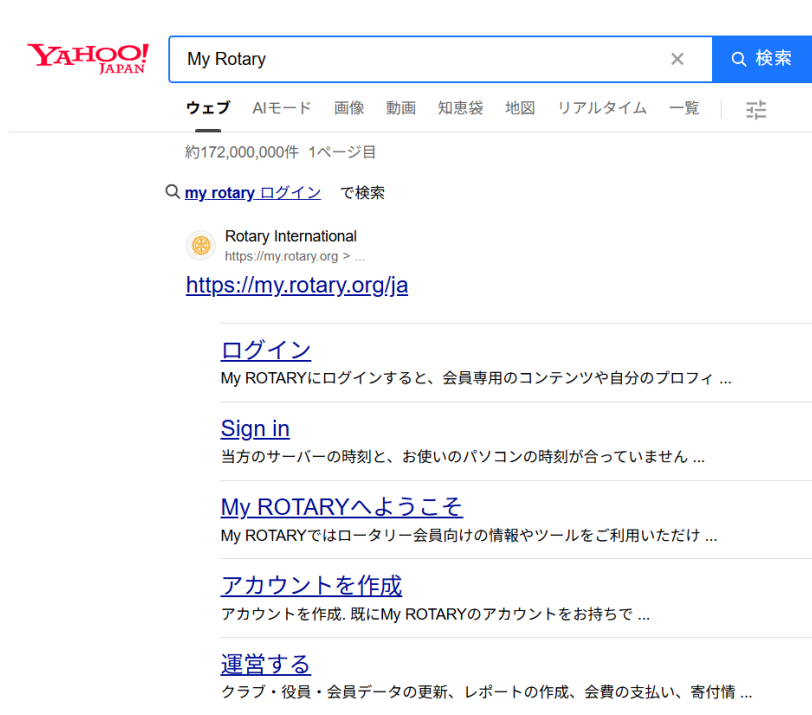 YAHOO!
JAPAN
My Rotary
検索
ウェブ AIモード 画像 動画 知恵袋 地図 リアルタイム 一覧
約172,000,000件 1ページ目
my rotary ログイン で検索
Rotary International
https://my.rotary.org > ...
https://my.rotary.org/ja
ログイン
My ROTARYにログインすると、会員専用のコンテンツや自分のプロフィ ...
Sign in
当方のサーバーの時刻と、お使いのパソコンの時刻が合っていません ...
My ROTARYへようこそ
My ROTARYではロータリー会員向けの情報やツールをご利用いただけ ...
アカウントを作成
アカウントを作成. 既にMy ROTARYのアカウントをお持ちで ...
運営する
クラブ・役員・会員データの更新、レポートの作成、会費の支払い、寄付情 ...